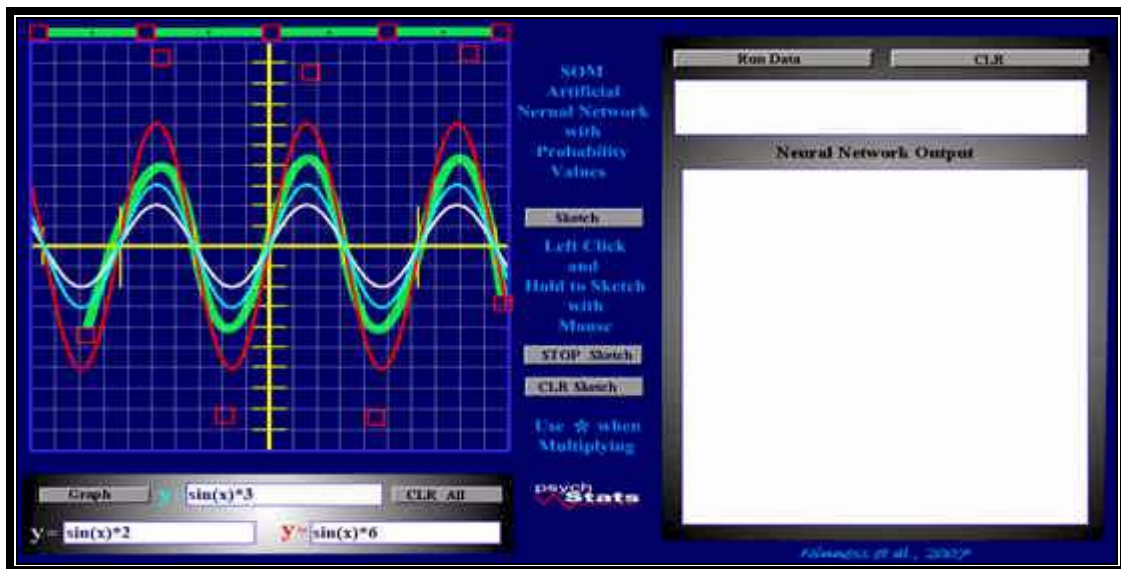 SOM
Artificial
Nernal Network
with
Probability
Values
Sketch
Left Click
and
Hold to Sketch
with
Mouse
STOP Sketch
CLR Sketch
Use * when
Multiplying
psych
Stats
Run Data
CLR
Neural Network Output
Graph
y
sin(x)*3
CLR All
y= sin(x)*2
y= sin(x)*6
et al.,